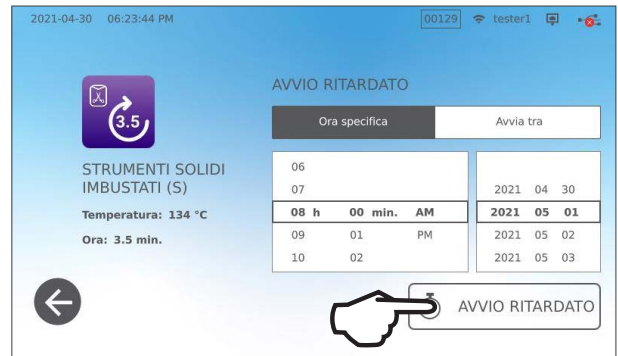 2021-04-30 06:23:44 PM 00129 tester1
AVVIO RITARDATO
Ora specifica Avvia tra
3.5
STRUMENTI SOLIDI
IMBUSTATI (S)
Temperatura: 134 °C
Ora: 3.5 min.
06
07 2021 04 30
08 h 00 min. AM 2021 05 01
09 01 PM 2021 05 02
10 02 2021 05 03
AVVIO RITARDATO